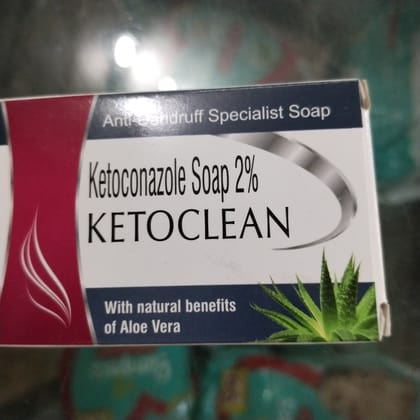 Anti-Dandruff Specialist Soap
Ketoconazole Soap 2%
KETOCLEAN
With natural benefits
of Aloe Vera